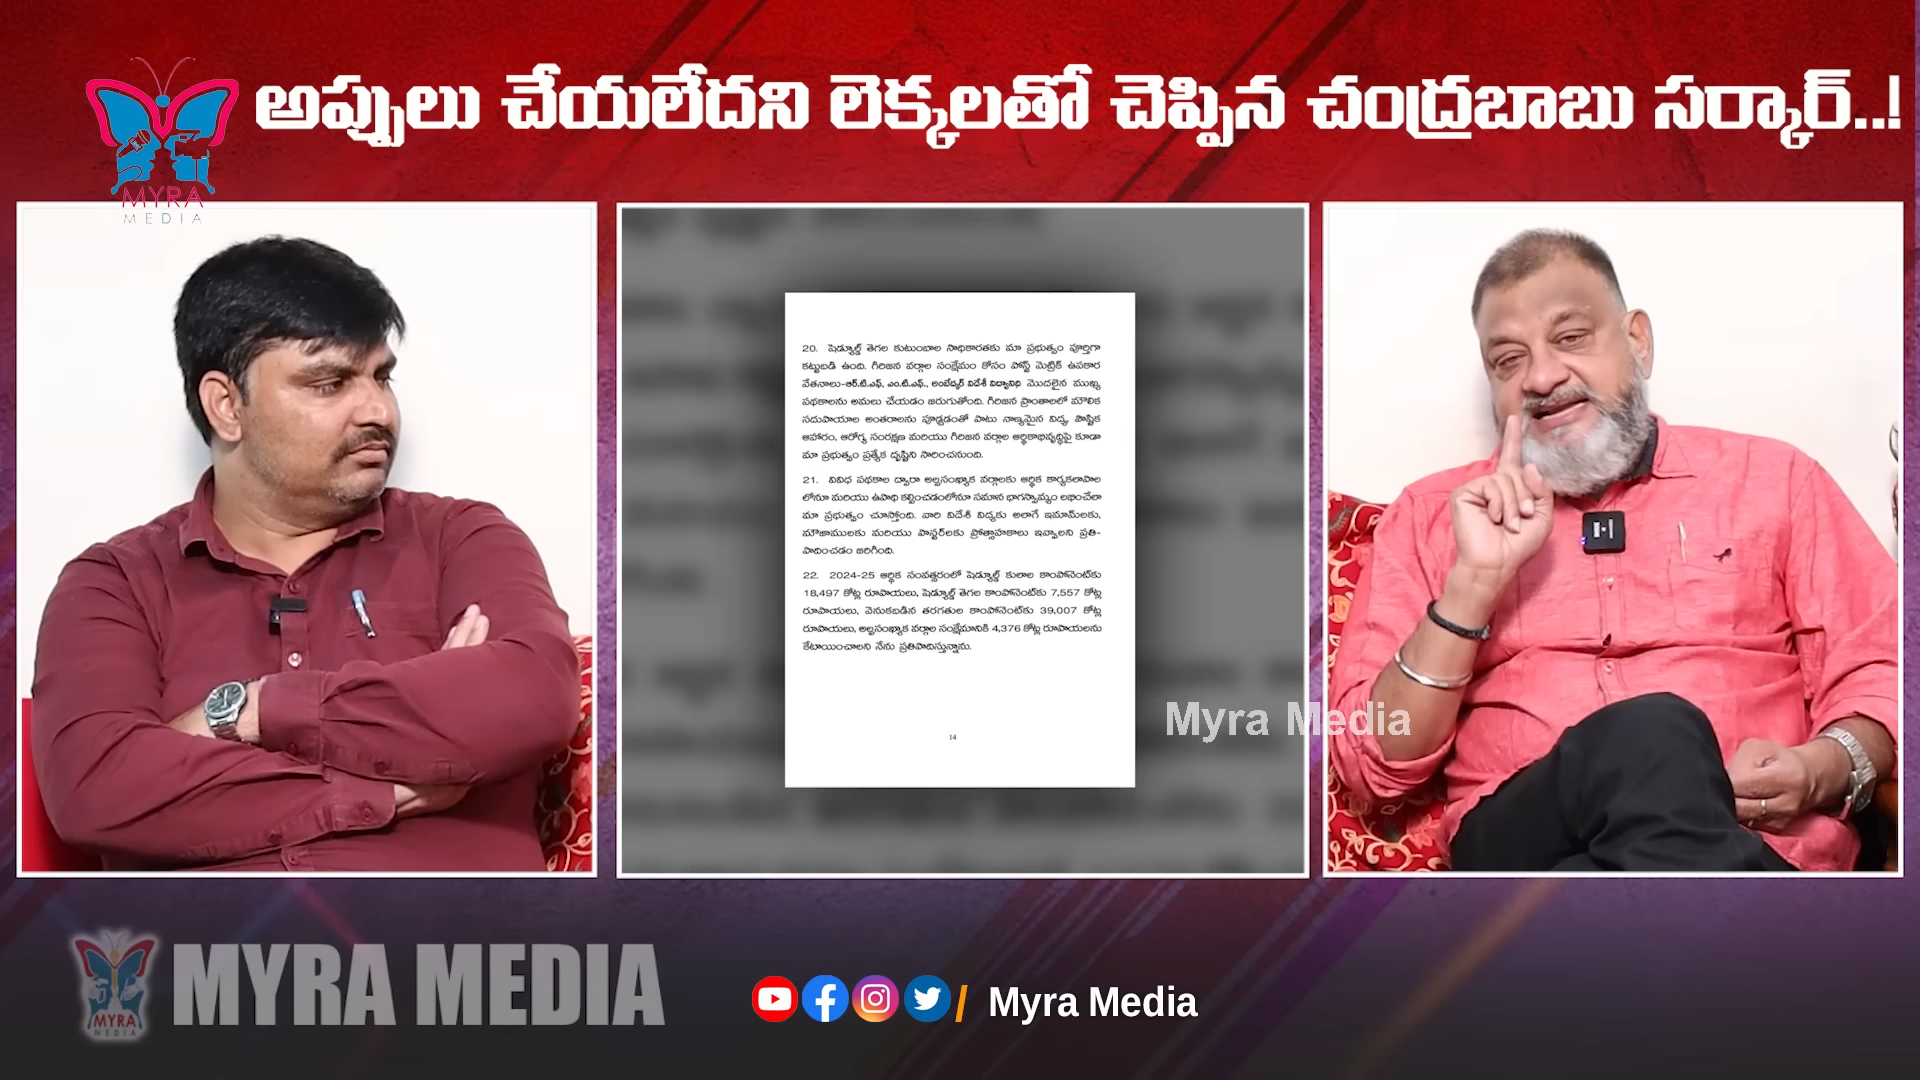 అప్పులు చేయలేదని లెక్కలతో చెప్పిన చంద్రబాబు సర్కార్..!
MYRA
MEDIA
20. షెడ్యూల్డ్ తెగల కుటుంబాల సాధికారతకు మా ప్రభుత్వం పూర్తిగా
కట్టుబడి ఉంది. గిరిజన వర్గాల సంక్షేమం కోసం పోస్ట్ మెట్రిక్ ఉపకార
వేతనాలు-ఆర్.టి.ఎఫ్, ఎం.టి.ఎఫ్., అంబేద్కర్ విదేశీ విద్యానిధి మొదలైన ముఖ్య
పథకాలను అమలు చేయడం జరుగుతోంది. గిరిజన ప్రాంతాలలో మౌలిక
సదుపాయాల అంతరాలను పూడ్చడంతో పాటు నాణ్యమైన విద్య, పౌష్టిక
ఆహారం, ఆరోగ్య సంరక్షణ మరియు గిరిజన వర్గాల ఆర్థికాభివృద్ధిపై కూడా
మా ప్రభుత్వం ప్రత్యేక దృష్టిని సారించనుంది.
21. వివిధ పథకాల ద్వారా అల్పసంఖ్యాక వర్గాలకు ఆర్థిక కార్యకలాపాల
లోనూ మరియు ఉపాధి కల్పించడంలోనూ సమాన భాగస్వామ్యం లభించేలా
మా ప్రభుత్వం చూస్తోంది. వారి విదేశీ విద్యకు అలాగే ఇమామ్‌లకు,
మౌజాములకు మరియు పాస్టర్‌లకు ప్రోత్సాహకాలు ఇవ్వాలని ప్రతి-
పాదించడం జరిగింది.
22. 2024-25 ఆర్థిక సంవత్సరంలో షెడ్యూల్డ్ కులాల కాంపోనెంట్‌కు
18,497 కోట్ల రూపాయలు, షెడ్యూల్డ్ తెగల కాంపోనెంట్‌కు 7,557 కోట్ల
రూపాయలు, వెనుకబడిన తరగతుల కాంపోనెంట్‌కు 39,007 కోట్ల
రూపాయలు, అల్పసంఖ్యాక వర్గాల సంక్షేమానికి 4,376 కోట్ల రూపాయలను
కేటాయించాలని నేను ప్రతిపాదిస్తున్నాను.
14
Myra Media
MYRA
MEDIA
MYRA MEDIA
/ Myra Media